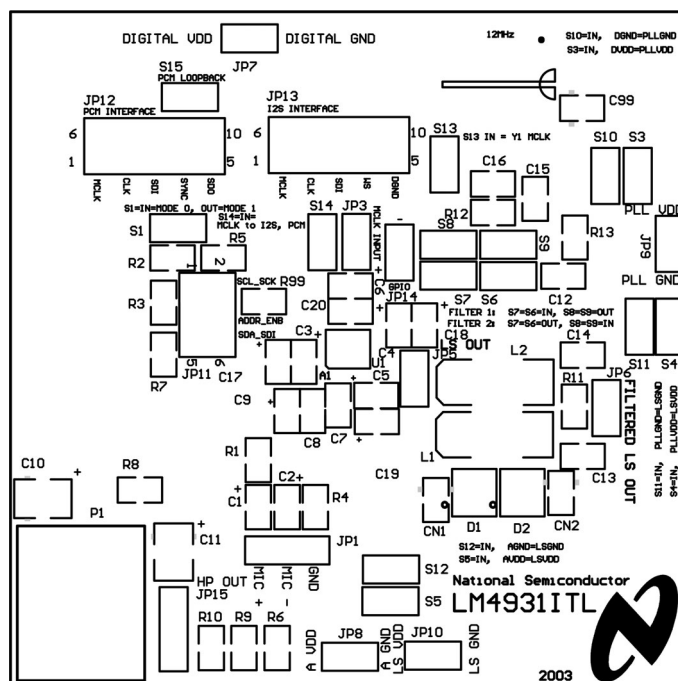 DIGITAL VDD
DIGITAL GND
JP7
12MHz
S10=IN, DGND=PLLGND
S3=IN, DVDD=PLLVDD
S15
PCM LOOPBACK
JP12
PCM INTERFACE
JP13
I2S INTERFACE
6
10
1
5
6
10
1
5
MCLK
CLK
SDI
SYNC
SDO
MCLK
CLK
SDI
WS
DGND
S13
S13 IN = Y1 MCLK
C99
S10
S3
C16
C15
R12
S1=IN=MODE 0, OUT=MODE 1
S14=IN=
MCLK to I2S, PCM
S14
JP3
MCLK INPUT
-
+
S1
R2
1
2
R5
S8
S9
R13
PLL VDD
JP9
PLL GND
R3
SCL_SCK
R99
ADDR_ENB
SDA_SDI
C6
GPIO
JP14
C20
S7
S6
C12
FILTER 1: S7=S6=IN, S8=S9=OUT
FILTER 2: S7=S6=OUT, S8=S9=IN
C18
LS OUT
R7
5
6
JP11
C17
C3
A1
U1
C4
C5
JP5
L2
C14
S11
S4
C9
C8
C7
R11
JP6
FILTERED LS OUT
S11=IN, PLLGND=LSGND
S4=IN, PLLVDD=LSVDD
L1
C13
C10
+
R8
R1
C2
+
C1
R4
C19
CN1
D1
D2
CN2
P1
C11
+
JP1
MIC +
MIC -
GND
S12=IN, AGND=LSGND
S5=IN, AVDD=LSVDD
S12
S5
HP OUT
JP15
R10
R9
R6
A VDD
JP8
A GND
LS VDD
JP10
LS GND
National Semiconductor
LM4931ITL
2003